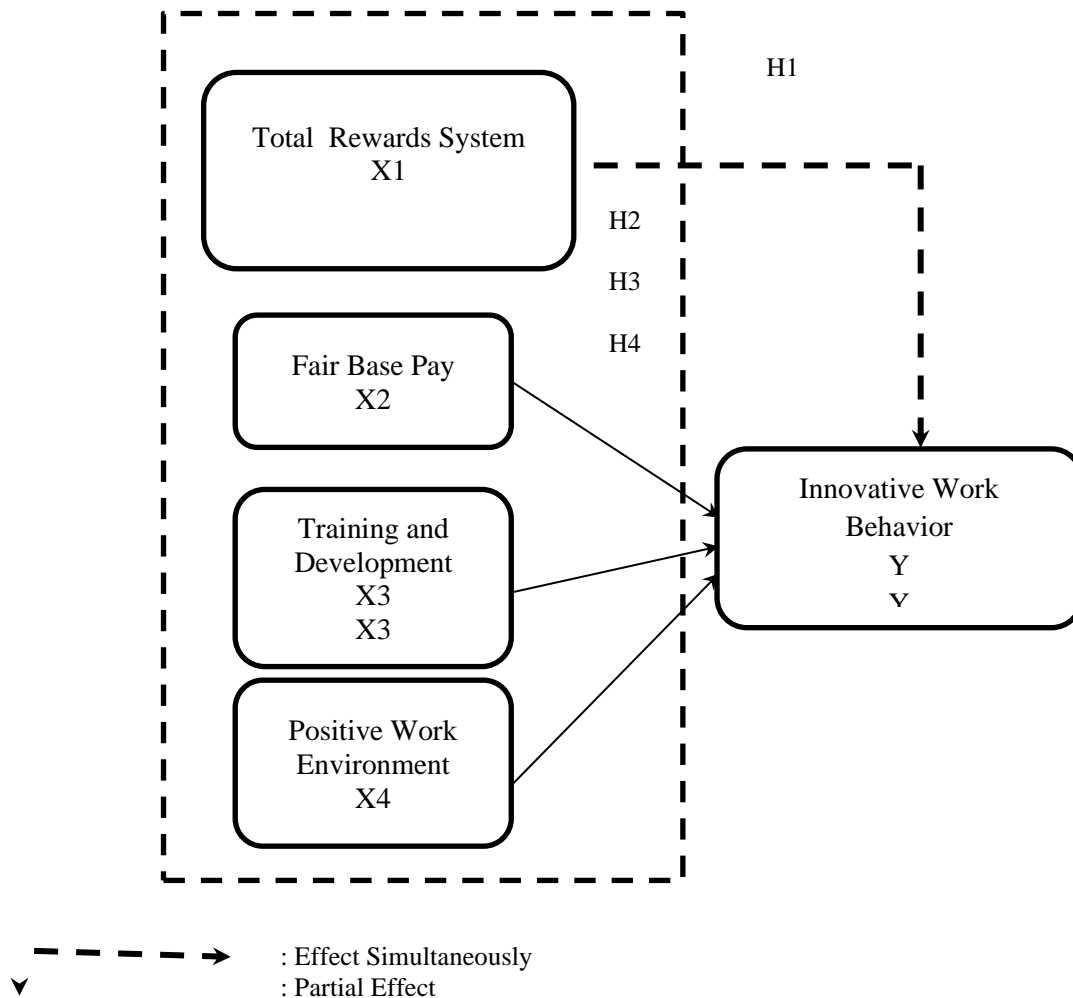 H1
Total Rewards System
X1
H2
H3
H4
Fair Base Pay
X2
Training and
Development
X3
X3
Positive Work
Environment
X4
Innovative Work
Behavior
Y
Y
: Effect Simultaneously
: Partial Effect